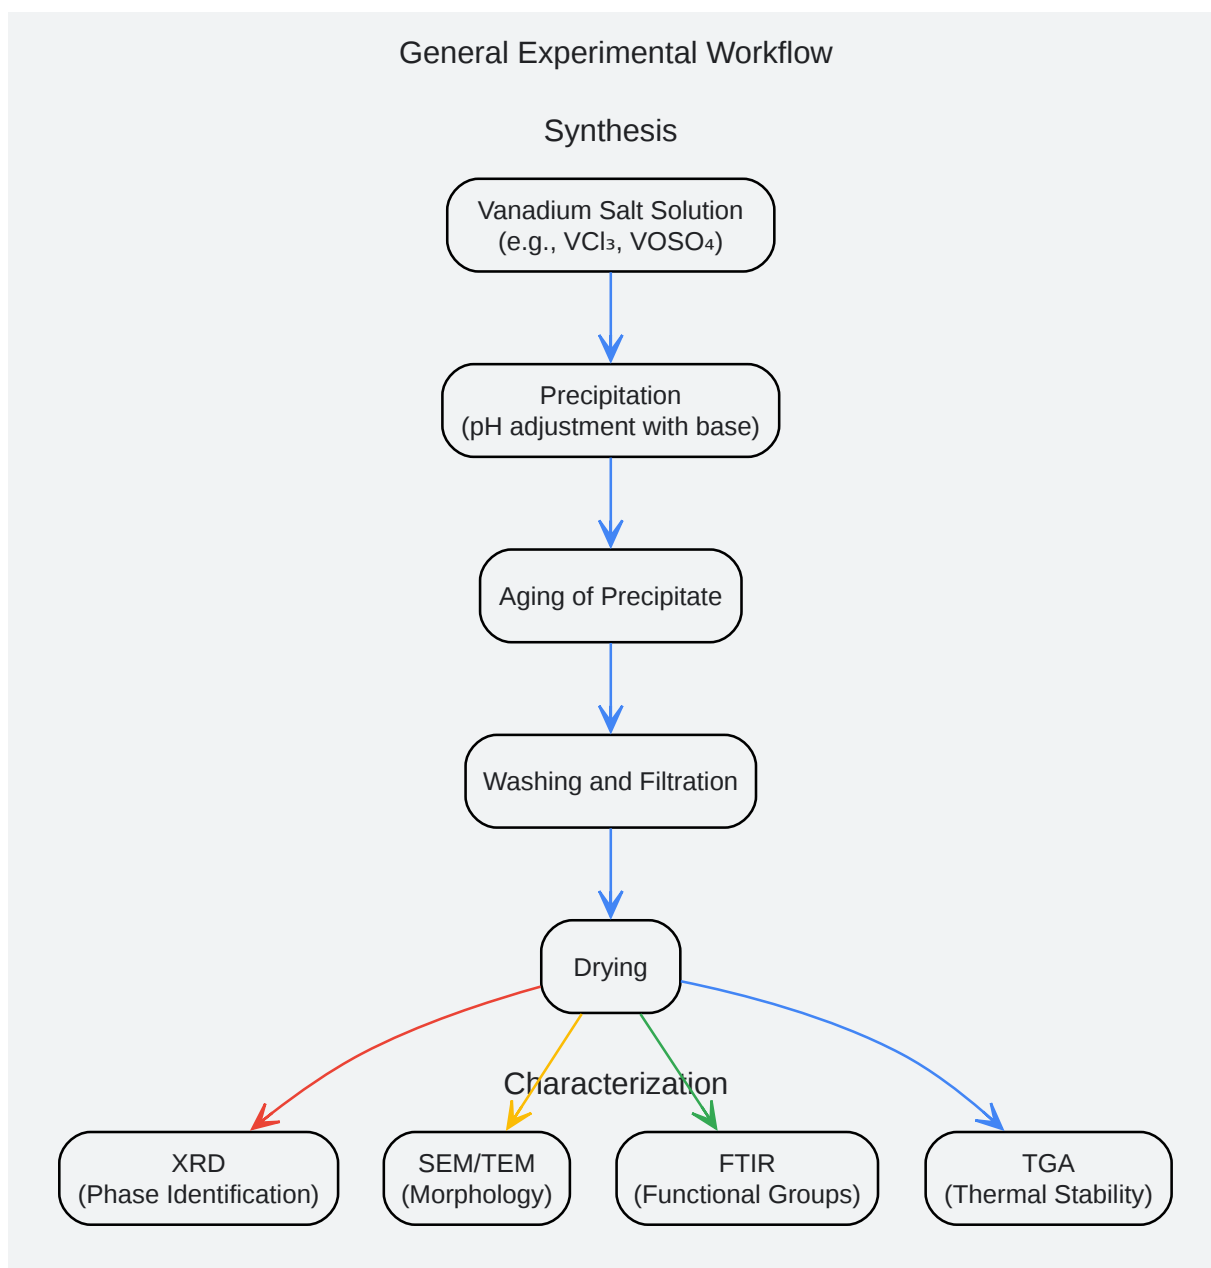 General Experimental Workflow
Synthesis
Vanadium Salt Solution
(e.g., VCl₃, VOSO₄)
Precipitation
(pH adjustment with base)
Aging of Precipitate
Washing and Filtration
Drying
Characterization
XRD
(Phase Identification)
SEM/TEM
(Morphology)
FTIR
(Functional Groups)
TGA
(Thermal Stability)